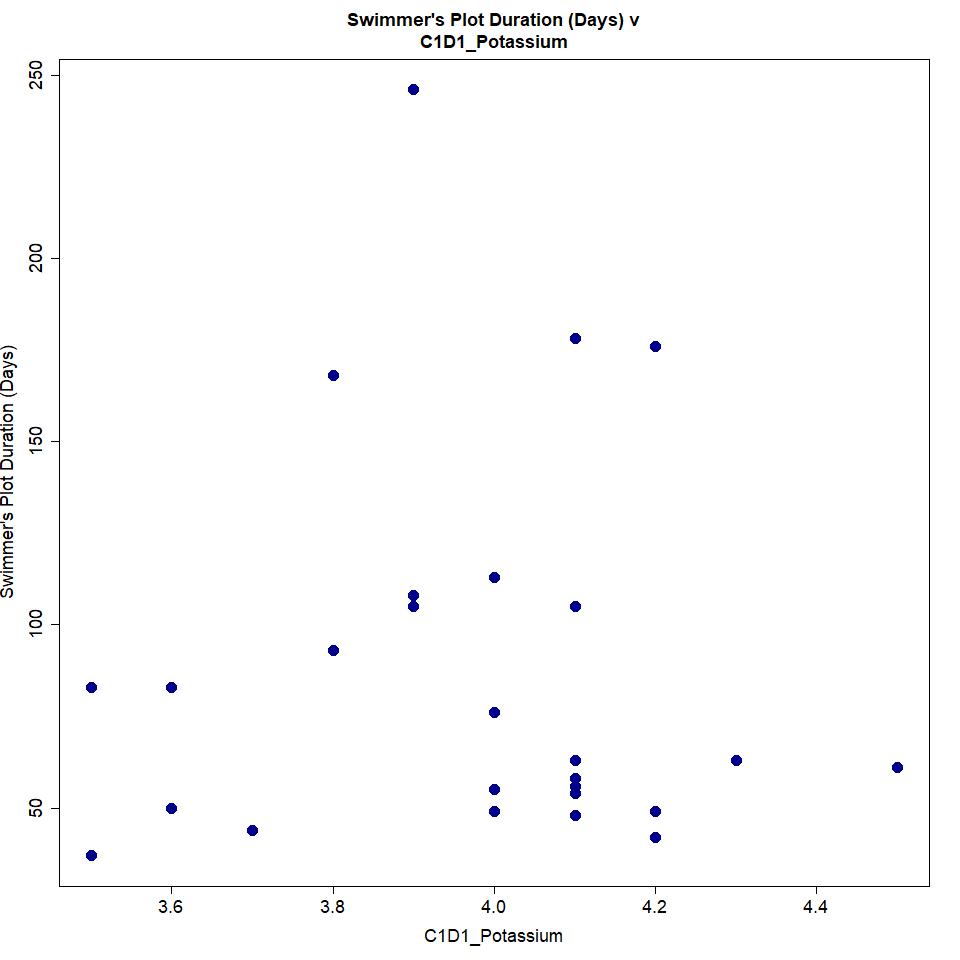 Swimmer's Plot Duration (Days) v
C1D1_Potassium
Swimmer's Plot Duration (Days)
250
200
150
100
50
3.6
3.8
4.0
4.2
4.4
C1D1_Potassium